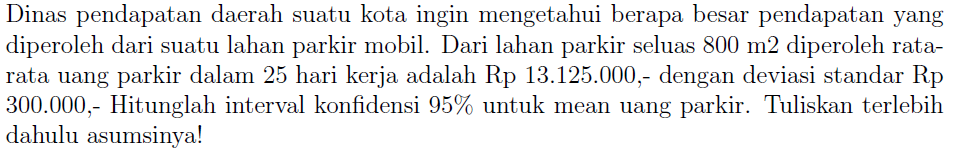 Dinas pendapatan daerah suatu kota ingin mengetahui berapa besar pendapatan yang
diperoleh dari suatu lahan parkir mobil. Dari lahan parkir seluas 800 m2 diperoleh rata-
rata uang parkir dalam 25 hari kerja adalah Rp 13.125.000,- dengan deviasi standar Rp
300.000,- Hitunglah interval konfidensi 95% untuk mean uang parkir. Tuliskan terlebih
dahulu asumsinya!